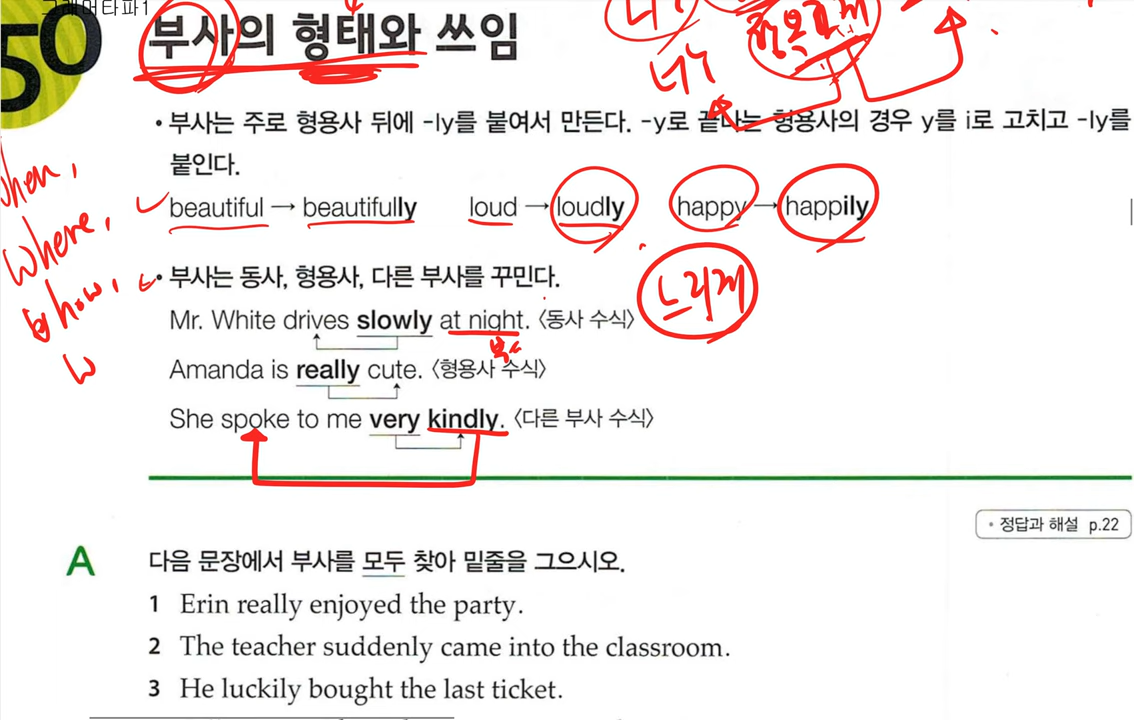 그래머타파1
50 부사의 형태와 쓰임
• 부사는 주로 형용사 뒤에 -ly를 붙여서 만든다. -y로 끝나는 형용사의 경우 y를 i로 고치고 -ly를
붙인다.
beautiful → beautifully loud → loudly happy → happily
• 부사는 동사, 형용사, 다른 부사를 꾸민다.
Mr. White drives slowly at night. 〈동사 수식〉
Amanda is really cute. 〈형용사 수식〉
She spoke to me very kindly. 〈다른 부사 수식〉
when,
where,
how,
w
느리게
• 정답과 해설 p.22
A 다음 문장에서 부사를 모두 찾아 밑줄을 그으시오.
1 Erin really enjoyed the party.
2 The teacher suddenly came into the classroom.
3 He luckily bought the last ticket.